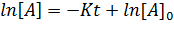 ln[A] = −Kt + ln[A]₀